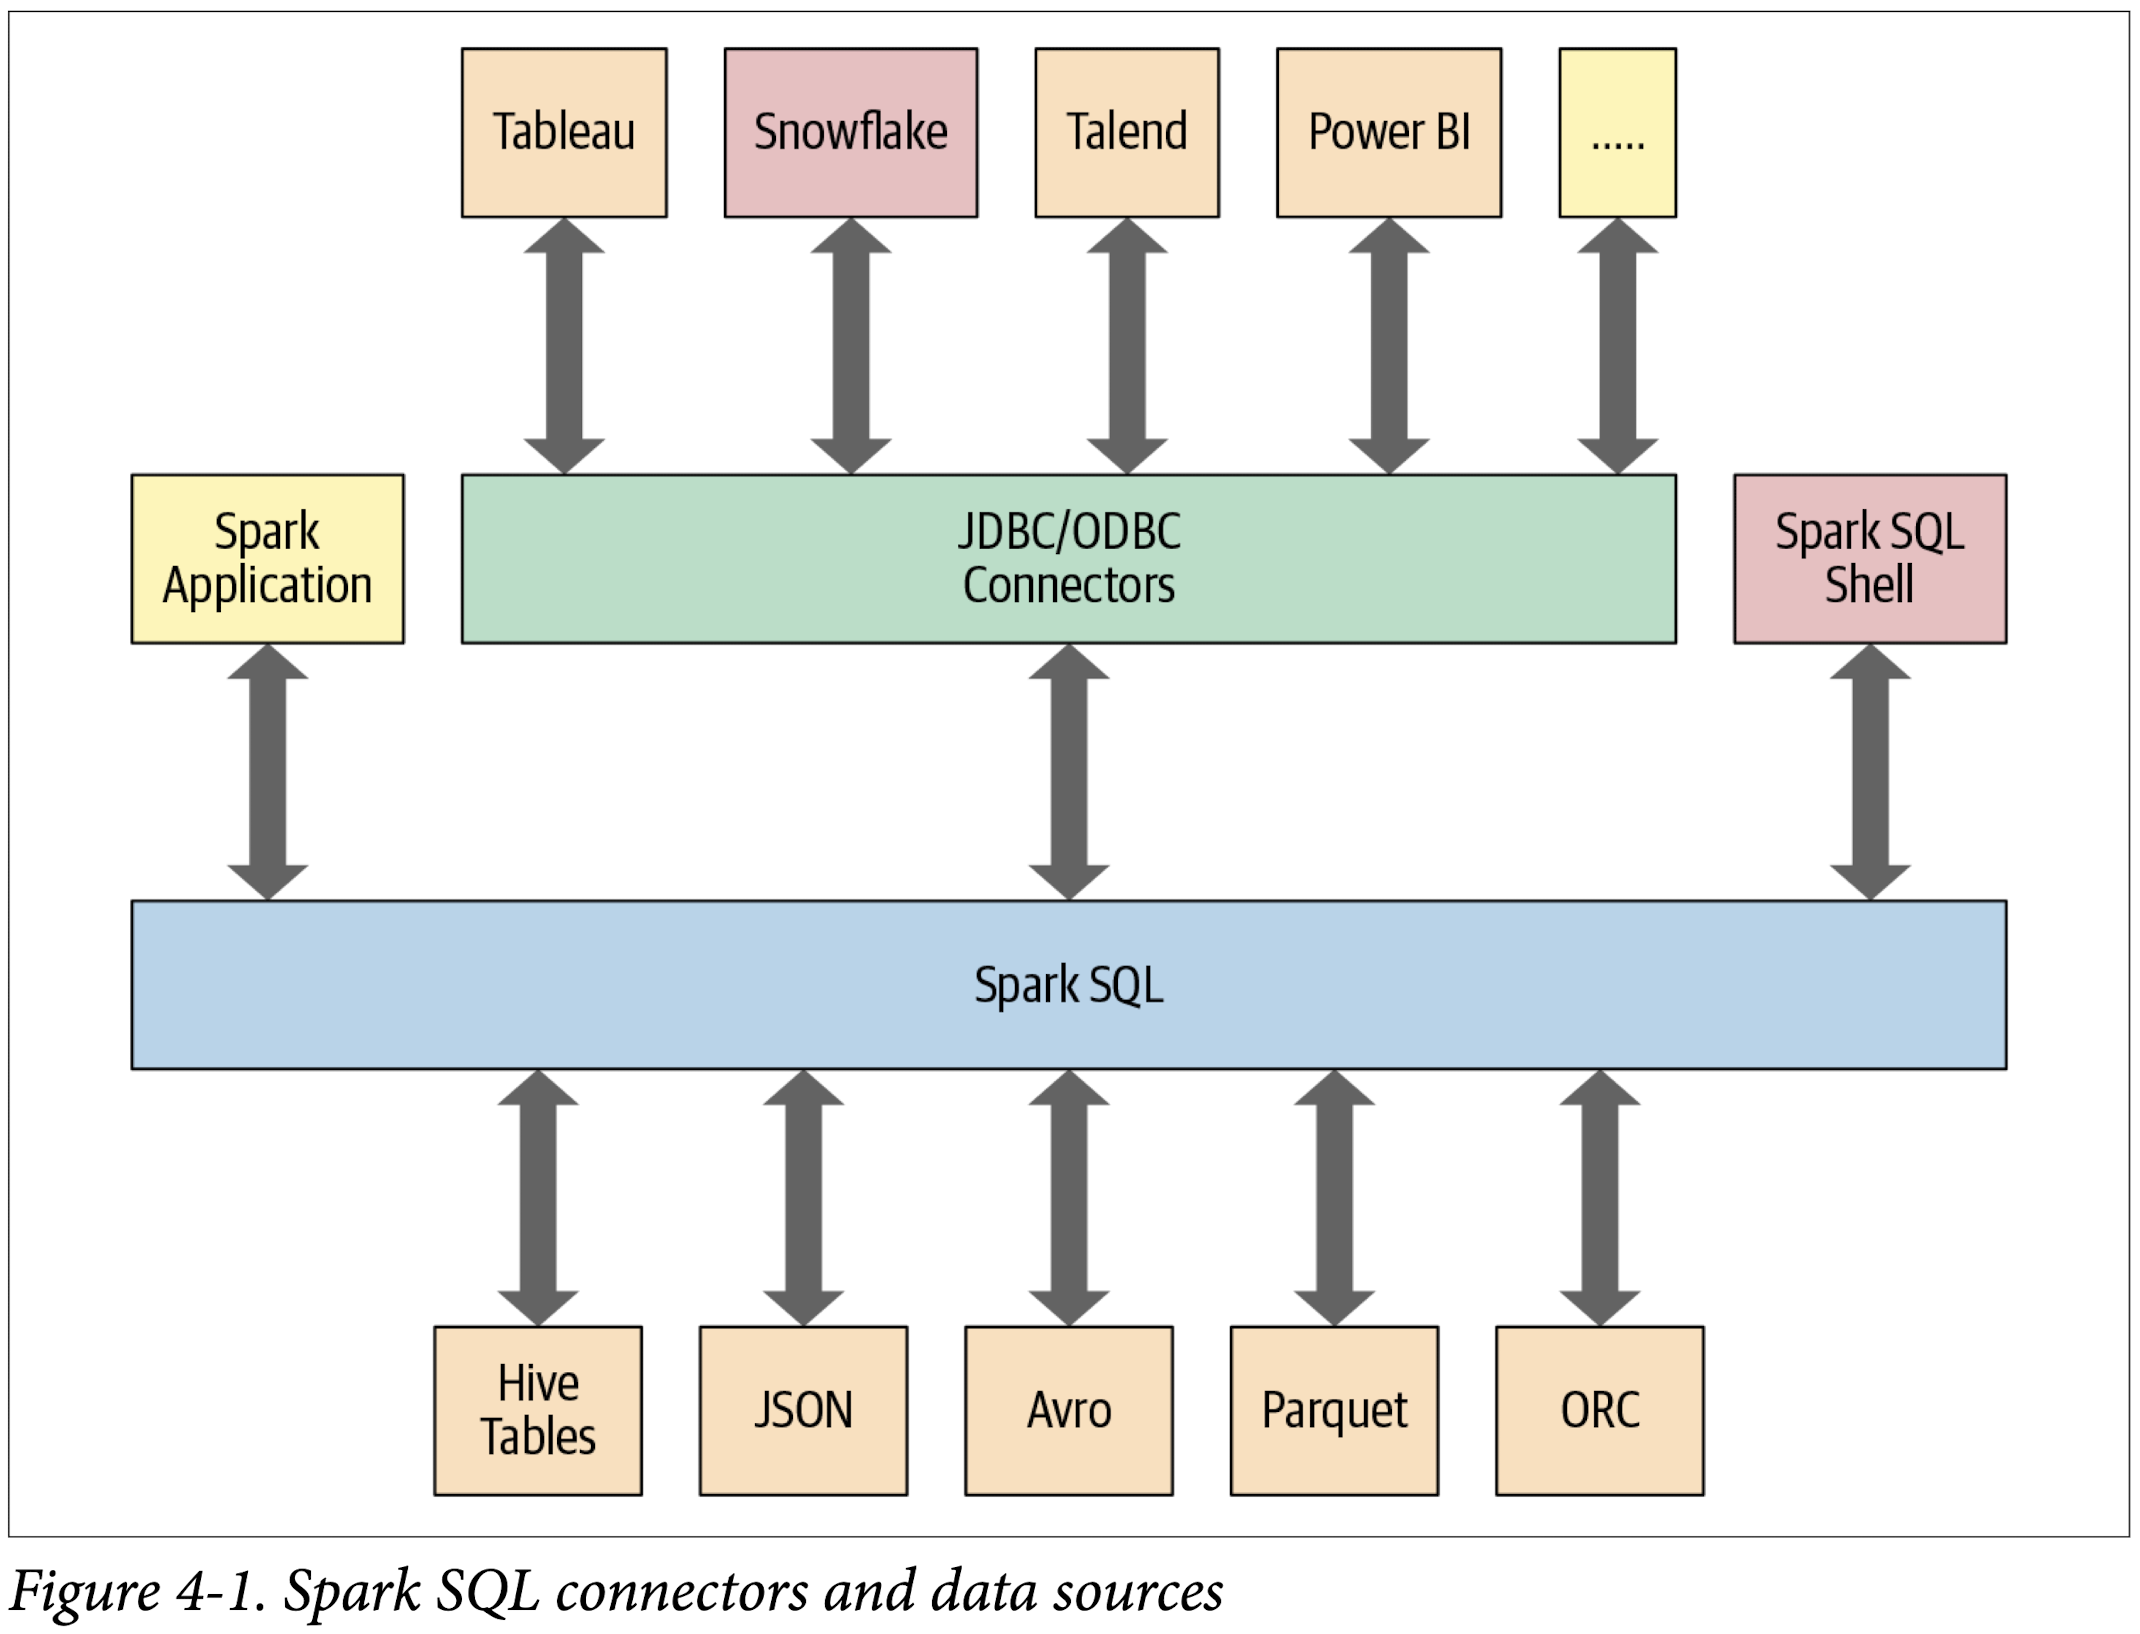 Tableau
Snowflake
Talend
Power BI
.....
Spark
Application
JDBC/ODBC
Connectors
Spark SQL
Shell
Spark SQL
Hive
Tables
JSON
Avro
Parquet
ORC
Figure 4-1. Spark SQL connectors and data sources